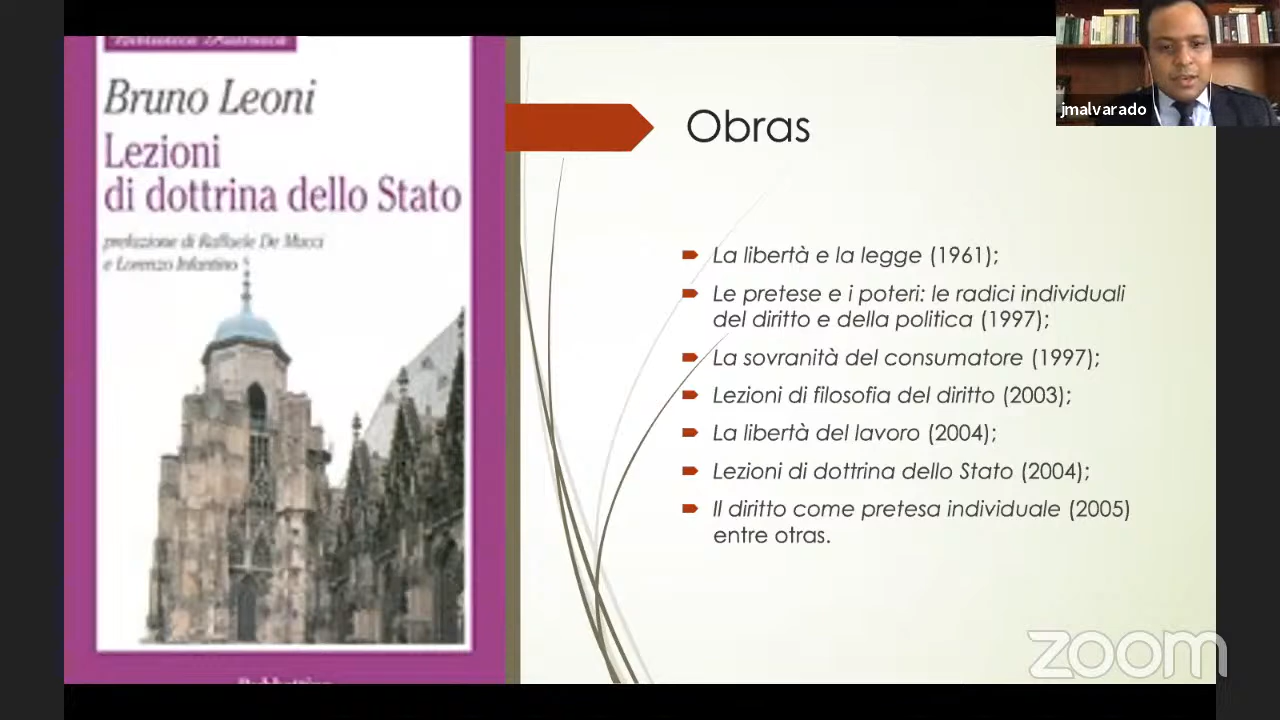 Bruno Leoni
Lezioni
di dottrina dello Stato
prefazione di Raffaele De Mucci
e Lorenzo Infantino
Obras
La libertà e la legge (1961);
Le pretese e i poteri: le radici individuali
del diritto e della politica (1997);
La sovranità del consumatore (1997);
Lezioni di filosofia del diritto (2003);
La libertà del lavoro (2004);
Lezioni di dottrina dello Stato (2004);
Il diritto come pretesa individuale (2005)
entre otras.
jmalvarado
zoom